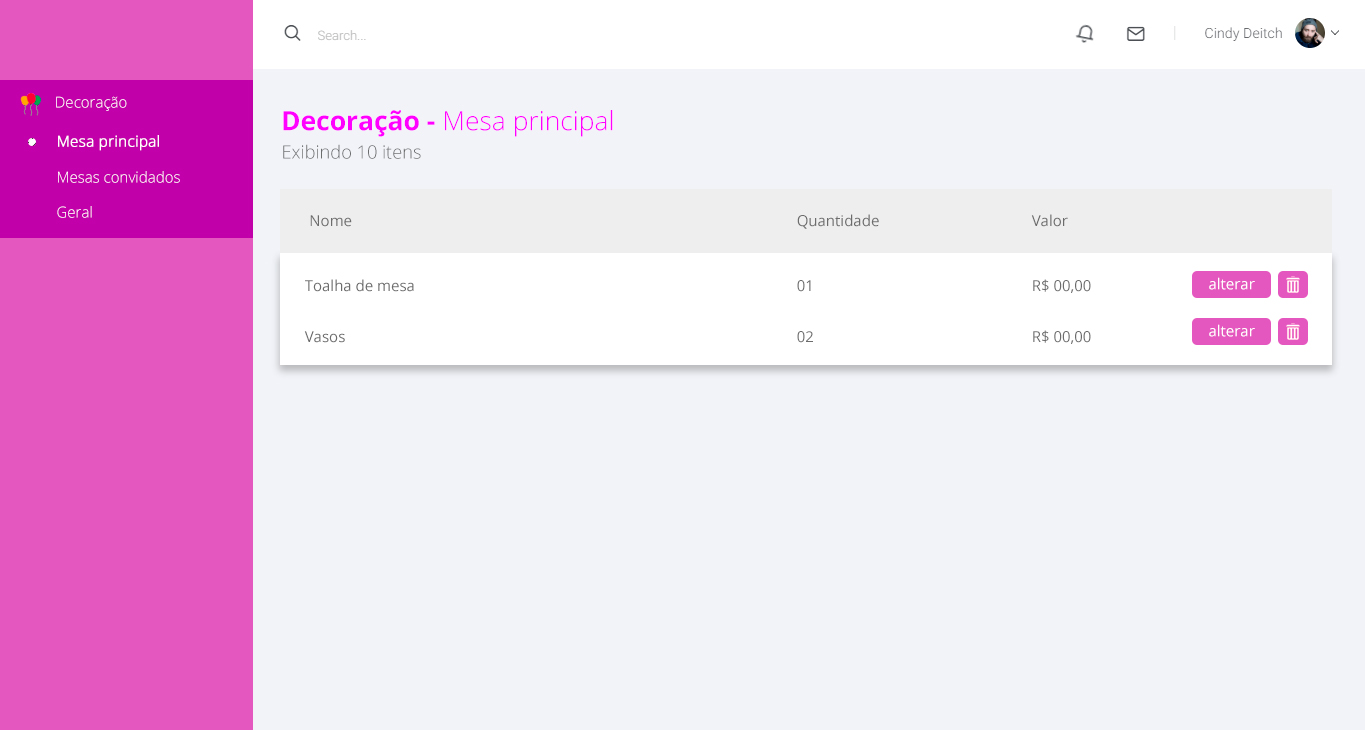 Search...
Cindy Deitch
Decoração
Mesa principal
Mesas convidados
Geral
Decoração - Mesa principal
Exibindo 10 itens
Nome Quantidade Valor
Toalha de mesa 01 R$ 00,00 alterar
Vasos 02 R$ 00,00 alterar